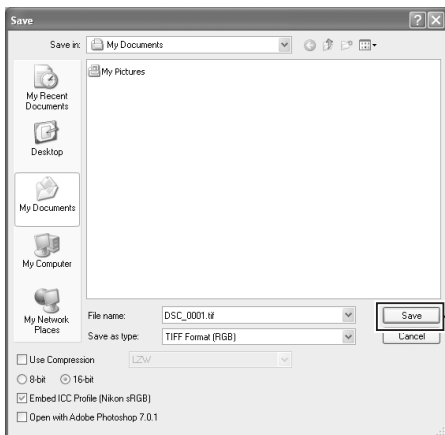 Save
Save in: My Documents
My Pictures
My Recent
Documents
Desktop
My Documents
My Computer
My Network
Places
File name: DSC_0001.tif Save
Save as type: TIFF Format (RGB) Cancel
Use Compression LZW
8-bit 16-bit
Embed ICC Profile (Nikon sRGB)
Open with Adobe Photoshop 7.0.1